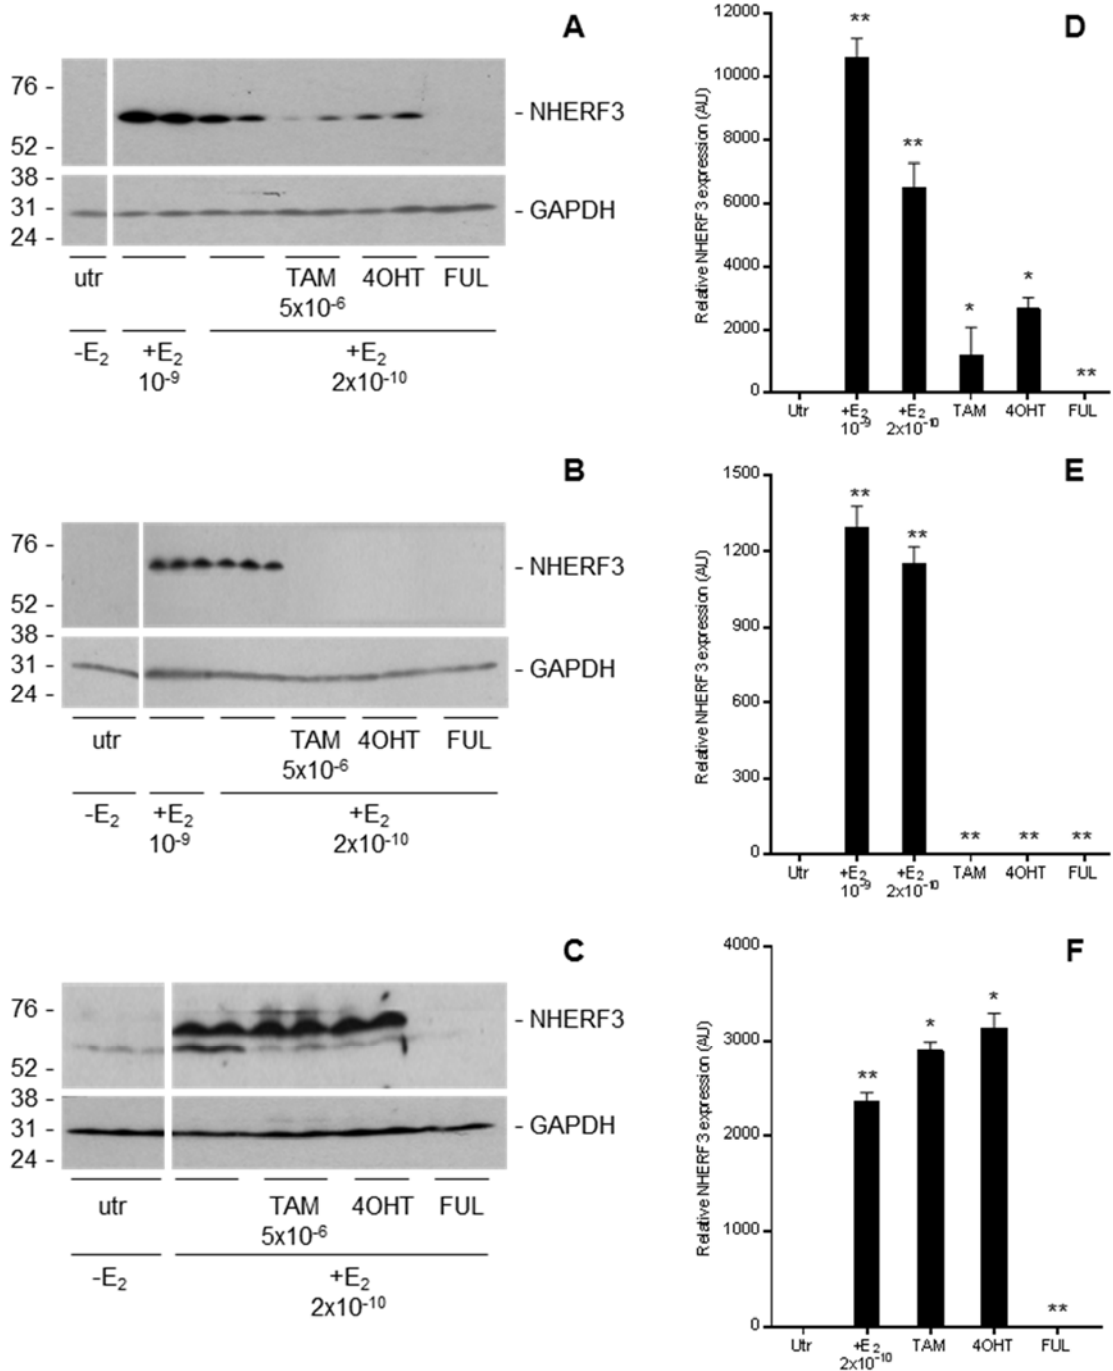 A
76 -
52 -
38 -
31 -
24 -
- NHERF3
- GAPDH
utr TAM 4OHT FUL
5x10⁻⁶
-E₂ +E₂ +E₂
10⁻⁹ 2x10⁻¹⁰
D
Relative NHERF3 expression (AU)
12000
10000
8000
6000
4000
2000
0
** ** * * **
Utr +E₂ +E₂ TAM 4OHT FUL
10⁻⁹ 2x10⁻¹⁰
B
76 -
52 -
38 -
31 -
24 -
- NHERF3
- GAPDH
utr TAM 4OHT FUL
5x10⁻⁶
-E₂ +E₂ +E₂
10⁻⁹ 2x10⁻¹⁰
E
Relative NHERF3 expression (AU)
1500
1200
900
600
300
0
** ** ** ** **
Utr +E₂ +E₂ TAM 4OHT FUL
10⁻⁹ 2x10⁻¹⁰
C
76 -
52 -
38 -
31 -
24 -
- NHERF3
- GAPDH
utr TAM 4OHT FUL
5x10⁻⁶
-E₂ +E₂
2x10⁻¹⁰
F
Relative NHERF3 expression (AU)
4000
3000
2000
1000
0
** * * **
Utr +E₂ TAM 4OHT FUL
2x10⁻¹⁰